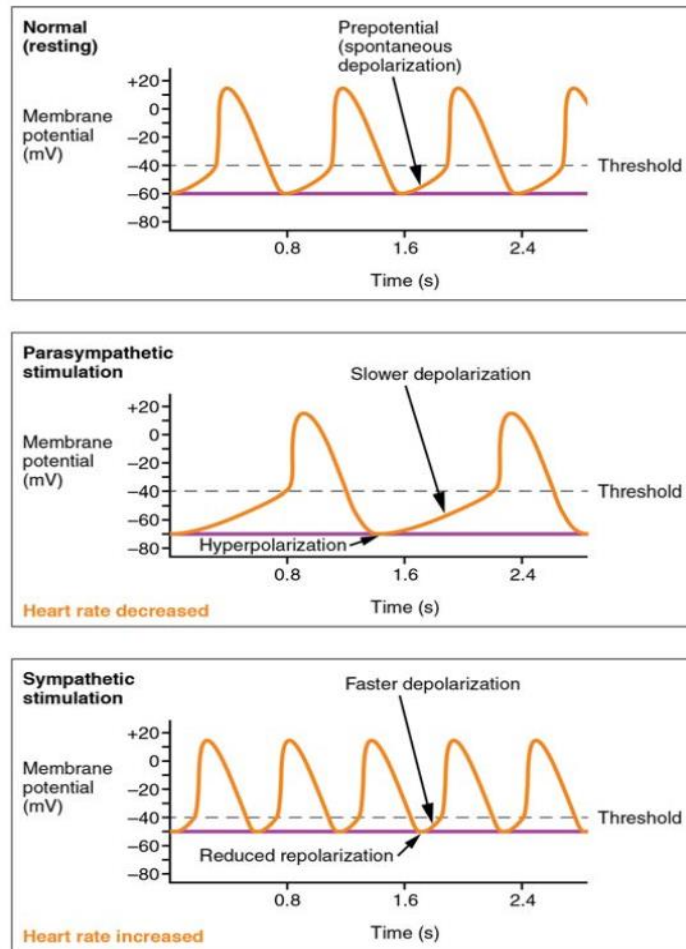 Normal
(resting)
Prepotential
(spontaneous
depolarization)
Membrane
potential
(mV)
+20
0
−20
−40
−60
−80
Threshold
0.8
1.6
2.4
Time (s)
Parasympathetic
stimulation
Slower depolarization
Membrane
potential
(mV)
+20
0
−20
−40
−60
−80
Threshold
Hyperpolarization
0.8
1.6
2.4
Heart rate decreased
Time (s)
Sympathetic
stimulation
Faster depolarization
Membrane
potential
(mV)
+20
0
−20
−40
−60
−80
Threshold
Reduced repolarization
0.8
1.6
2.4
Heart rate increased
Time (s)